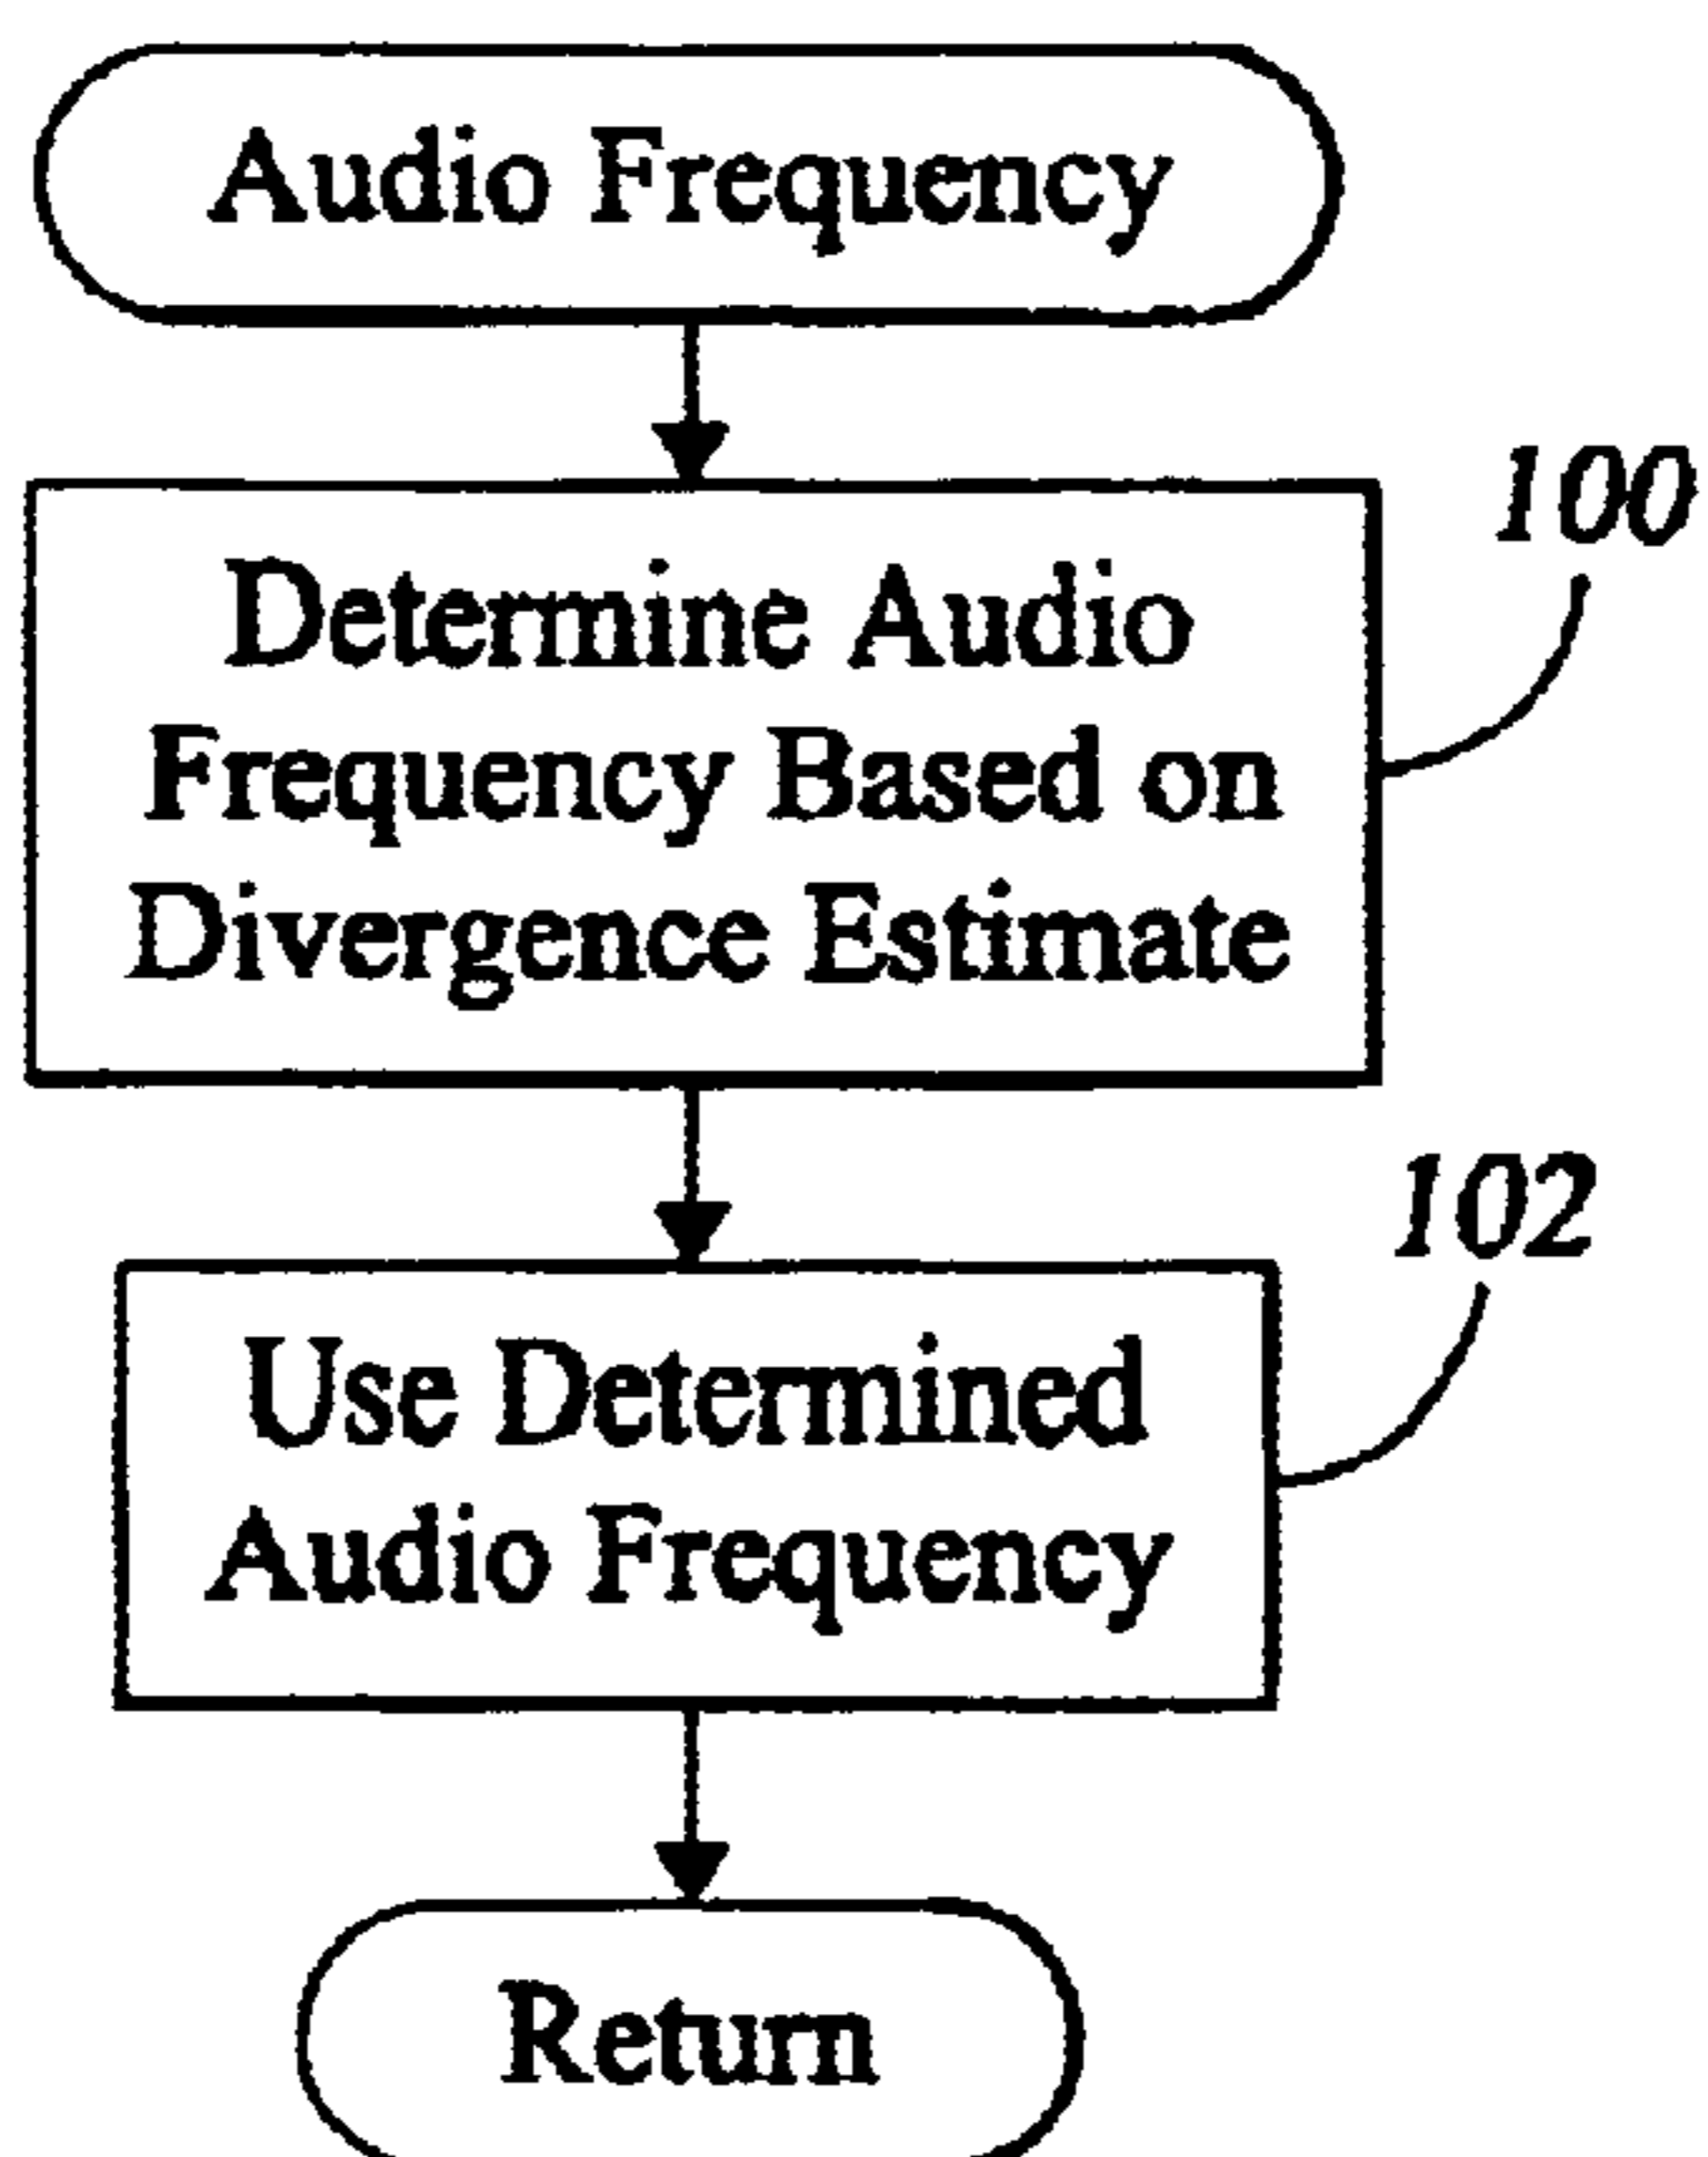 Audio Frequency
100
Determine Audio
Frequency Based on
Divergence Estimate
102
Use Determined
Audio Frequency
Return